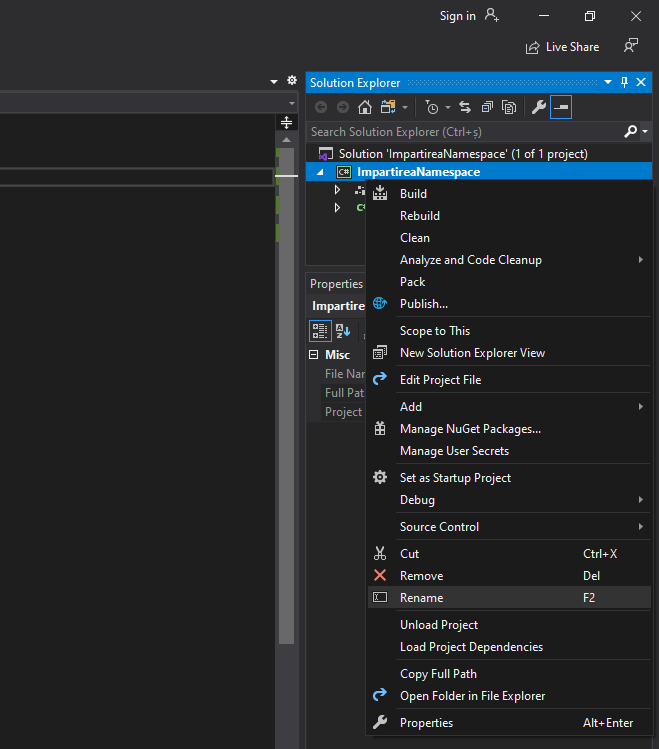 Sign in
Live Share
Solution Explorer
Search Solution Explorer (Ctrl+ș)
Solution 'ImpartireaNamespace' (1 of 1 project)
C# ImpartireaNamespace
Build
Rebuild
Clean
Analyze and Code Cleanup
Pack
Publish...
Scope to This
New Solution Explorer View
Edit Project File
Add
Manage NuGet Packages...
Manage User Secrets
Set as Startup Project
Debug
Source Control
Cut Ctrl+X
Remove Del
Rename F2
Unload Project
Load Project Dependencies
Copy Full Path
Open Folder in File Explorer
Properties Alt+Enter
Properties
Impartire
Misc
File Nan
Full Pat
Project